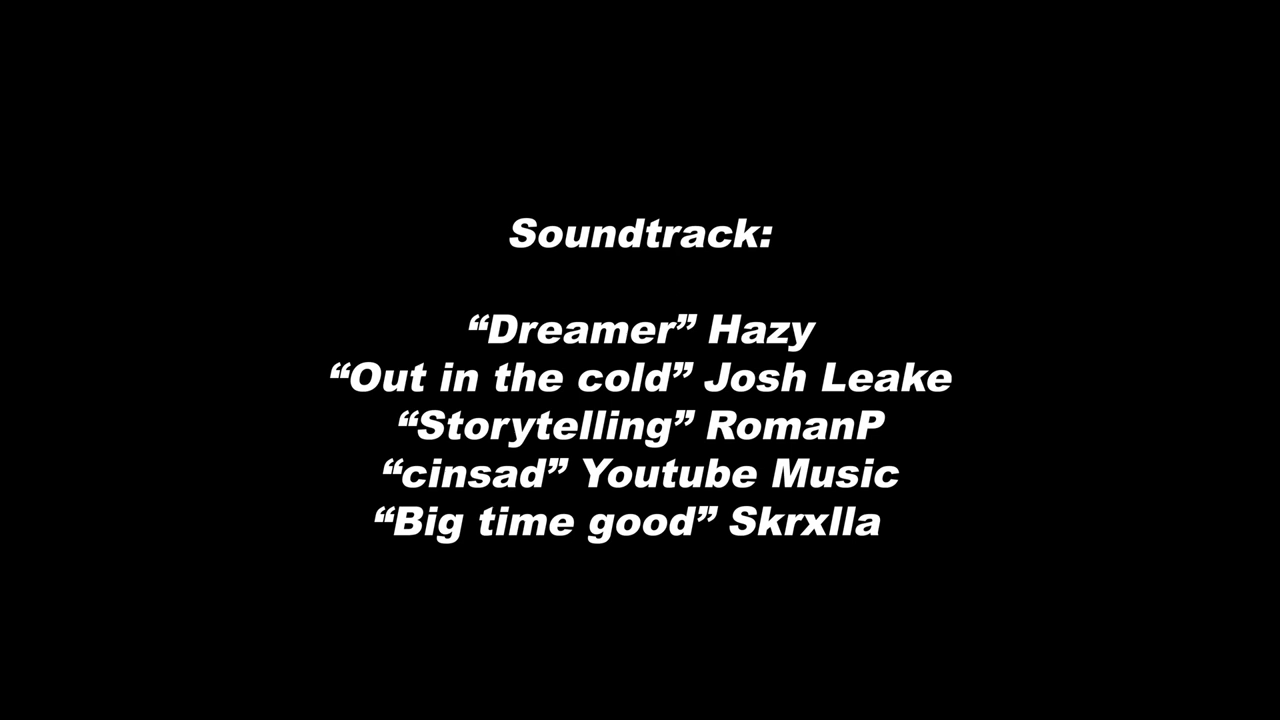 Soundtrack:
“Dreamer” Hazy
“Out in the cold” Josh Leake
“Storytelling” RomanP
“cinsad” Youtube Music
“Big time good” Skrxlla